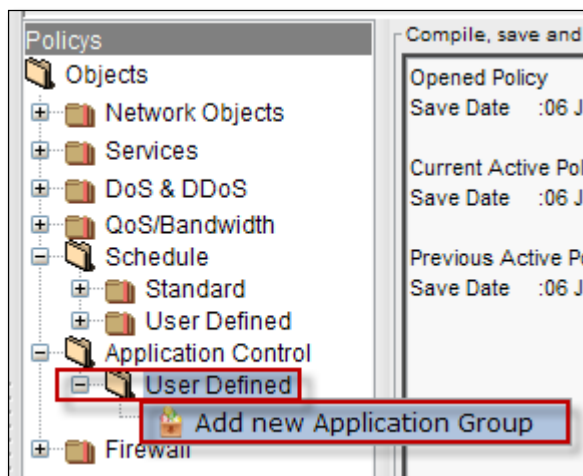 Policys
Objects
Network Objects
Services
DoS & DDoS
QoS/Bandwidth
Schedule
Standard
User Defined
Application Control
User Defined
Add new Application Group
Firewall
Compile, save and
Opened Policy
Save Date :06 J
Current Active Pol
Save Date :06 J
Previous Active P
Save Date :06 J